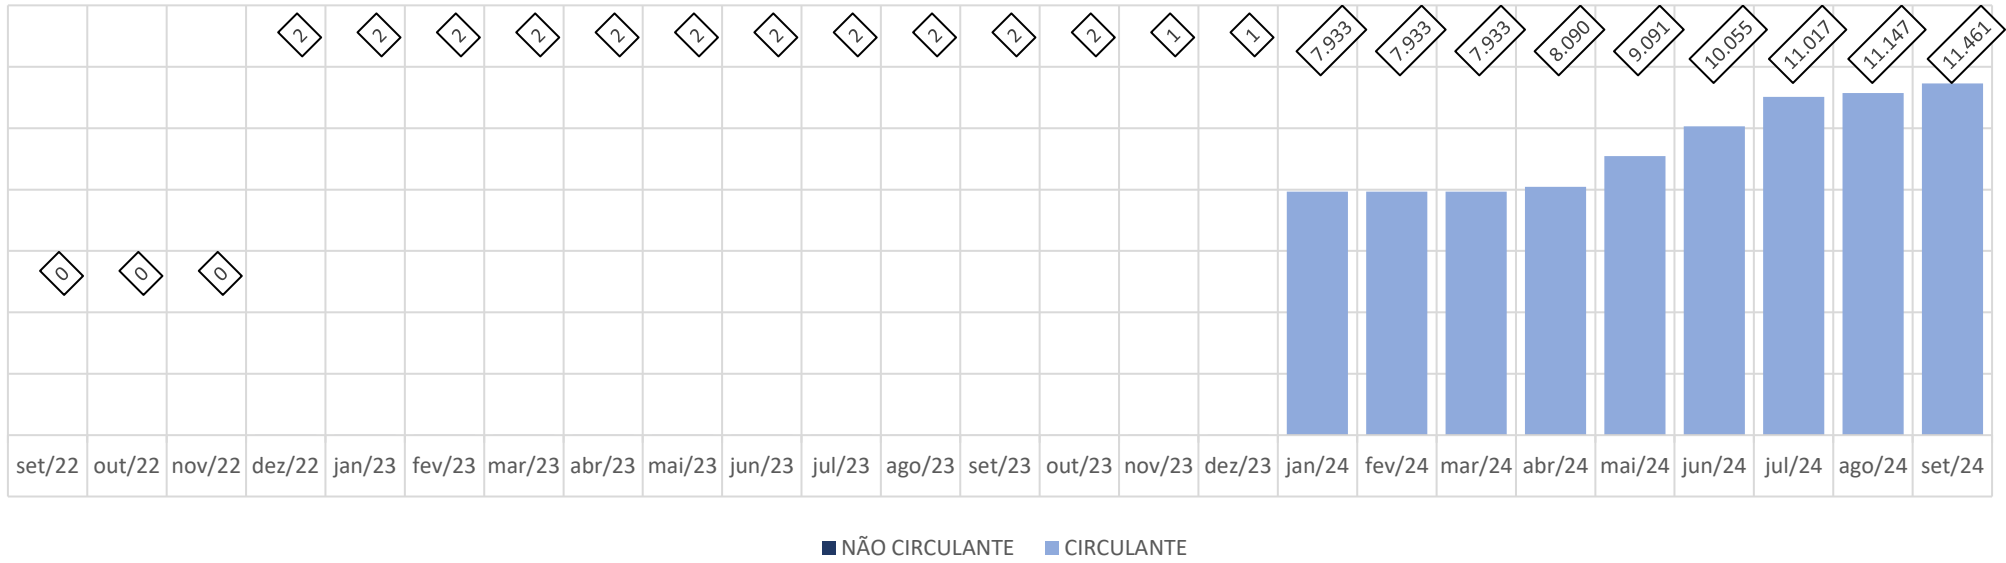 2 2 2 2 2 2 2 2 2 2 2 1 1 7.933 7.933 7.933 8.090 9.091 10.055 11.017 11.147 11.461
0 0 0
set/22 out/22 nov/22 dez/22 jan/23 fev/23 mar/23 abr/23 mai/23 jun/23 jul/23 ago/23 set/23 out/23 nov/23 dez/23 jan/24 fev/24 mar/24 abr/24 mai/24 jun/24 jul/24 ago/24 set/24
NÃO CIRCULANTE CIRCULANTE